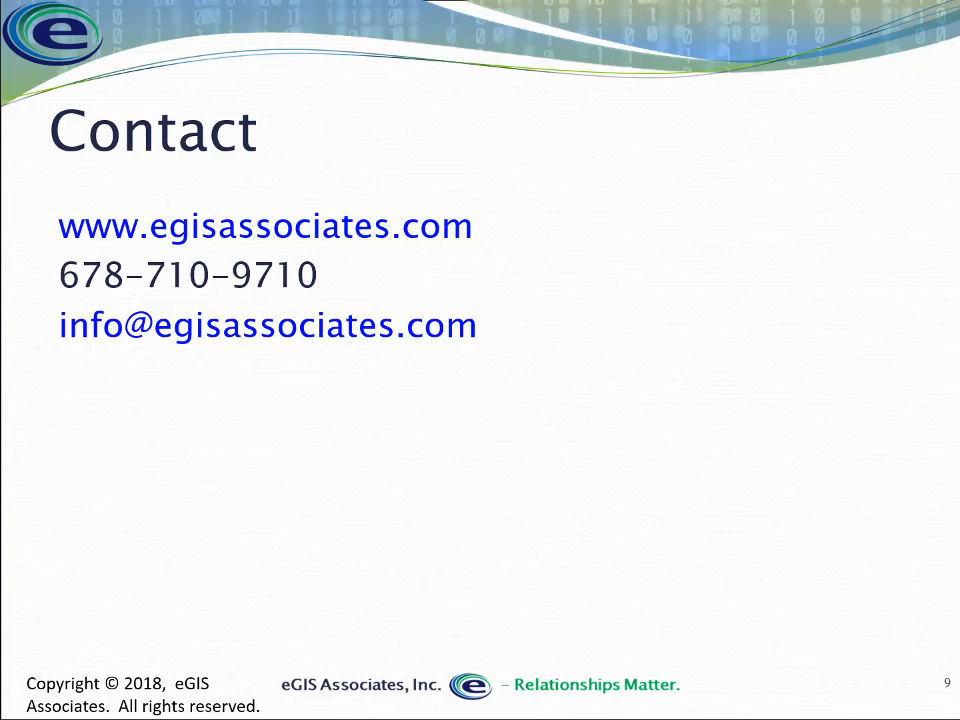 e
Contact
www.egisassociates.com
678-710-9710
info@egisassociates.com
Copyright © 2018, eGIS
Associates. All rights reserved.
eGIS Associates, Inc. e – Relationships Matter.
9